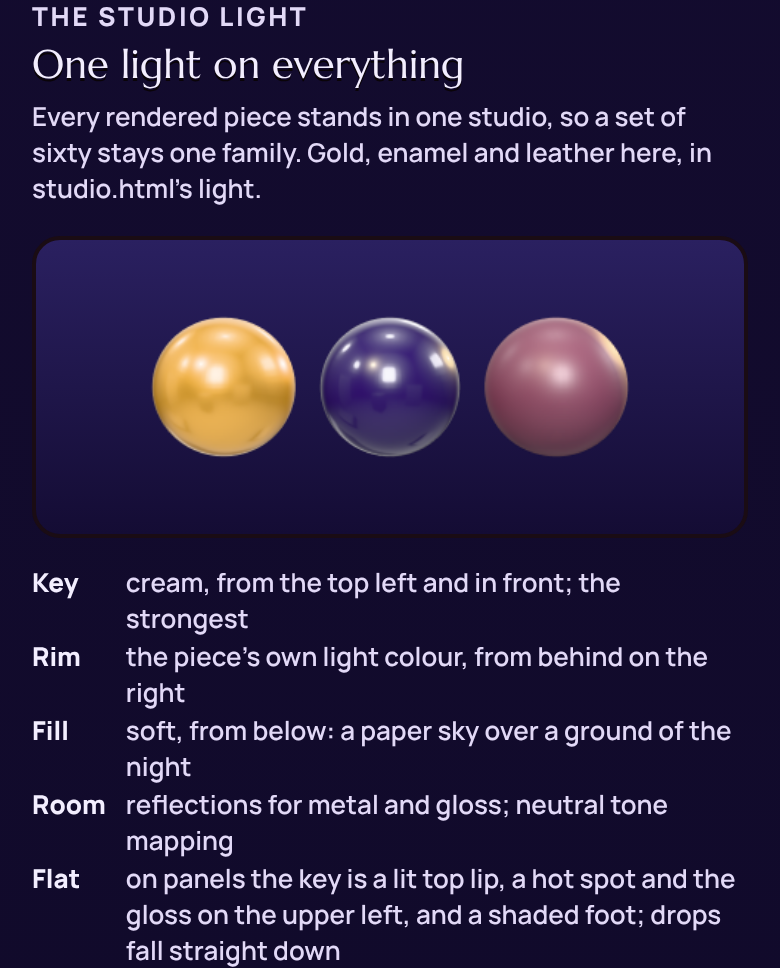 THE STUDIO LIGHT
One light on everything
Every rendered piece stands in one studio, so a set of
sixty stays one family. Gold, enamel and leather here, in
studio.html’s light.
Key cream, from the top left and in front; the
strongest
Rim the piece’s own light colour, from behind on the
right
Fill soft, from below: a paper sky over a ground of the
night
Room reflections for metal and gloss; neutral tone
mapping
Flat on panels the key is a lit top lip, a hot spot and the
gloss on the upper left, and a shaded foot; drops
fall straight down